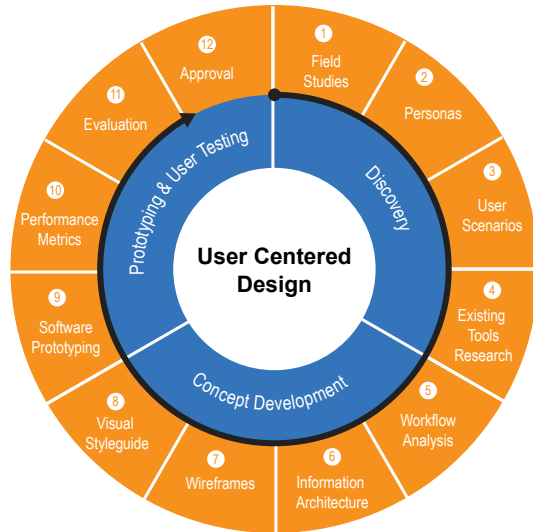 User Centered
Design
Discovery
Concept Development
Prototyping & User Testing
1
Field
Studies
2
Personas
3
User
Scenarios
4
Existing
Tools
Research
5
Workflow
Analysis
6
Information
Architecture
7
Wireframes
8
Visual
Styleguide
9
Software
Prototyping
10
Performance
Metrics
11
Evaluation
12
Approval